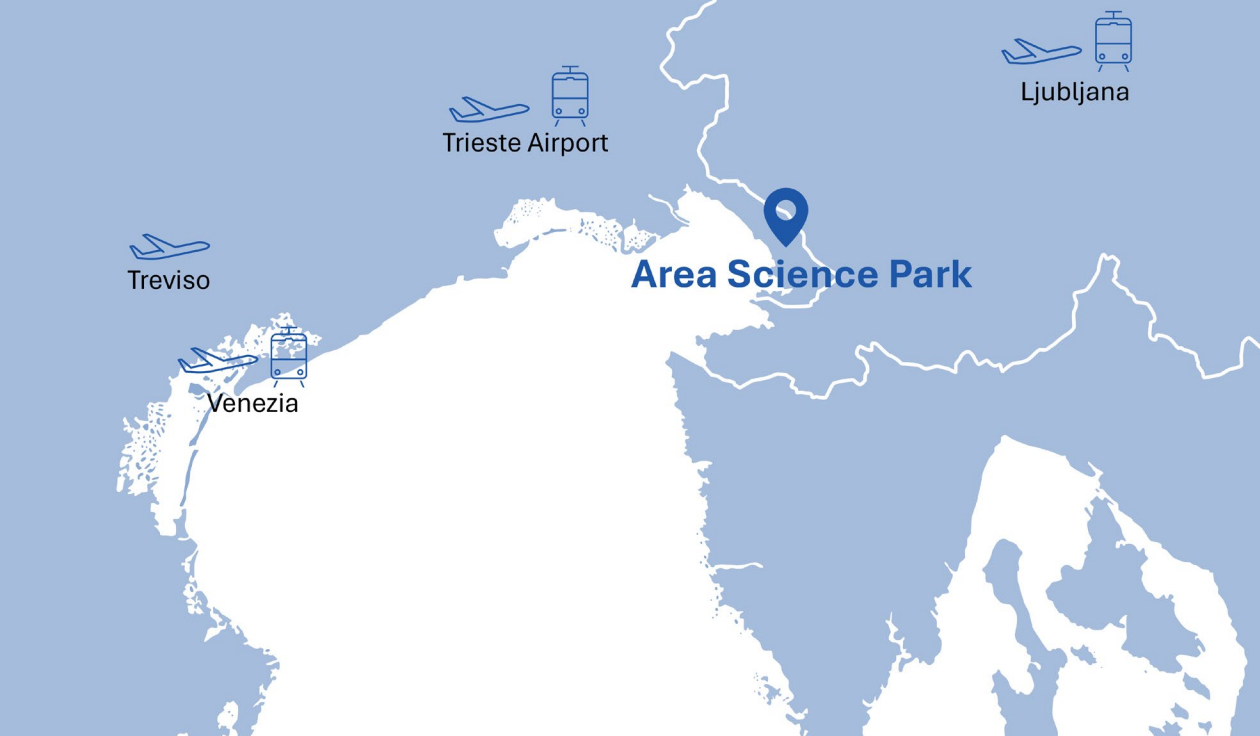 Ljubljana
Trieste Airport
Area Science Park
Treviso
Venezia